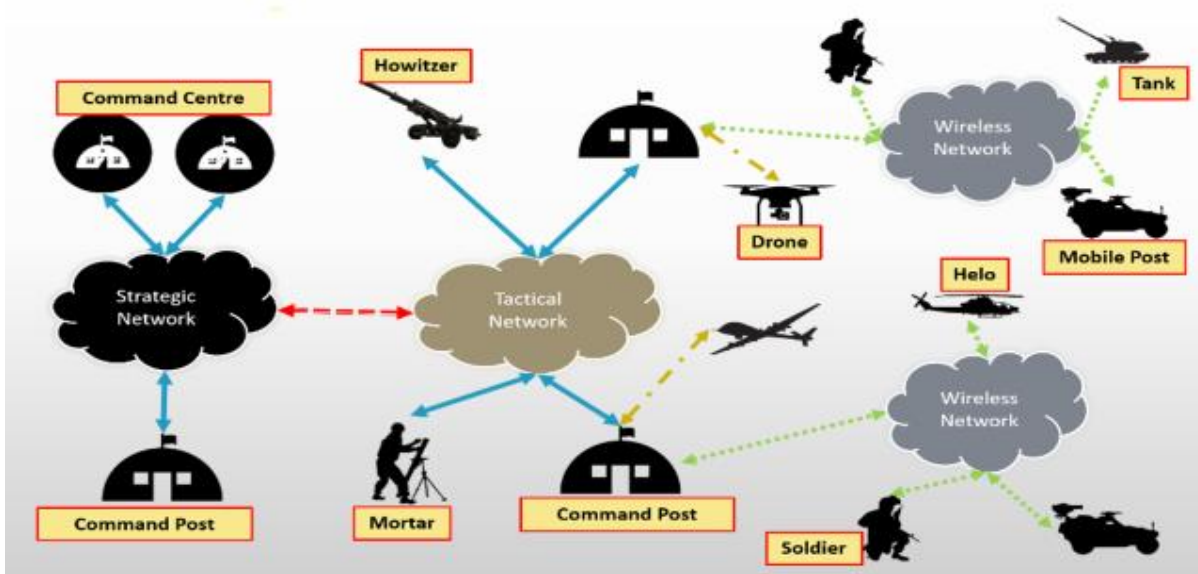 Command Centre
Howitzer
Tank
Wireless
Network
Drone
Mobile Post
Helo
Strategic
Network
Tactical
Network
Wireless
Network
Command Post
Mortar
Command Post
Soldier